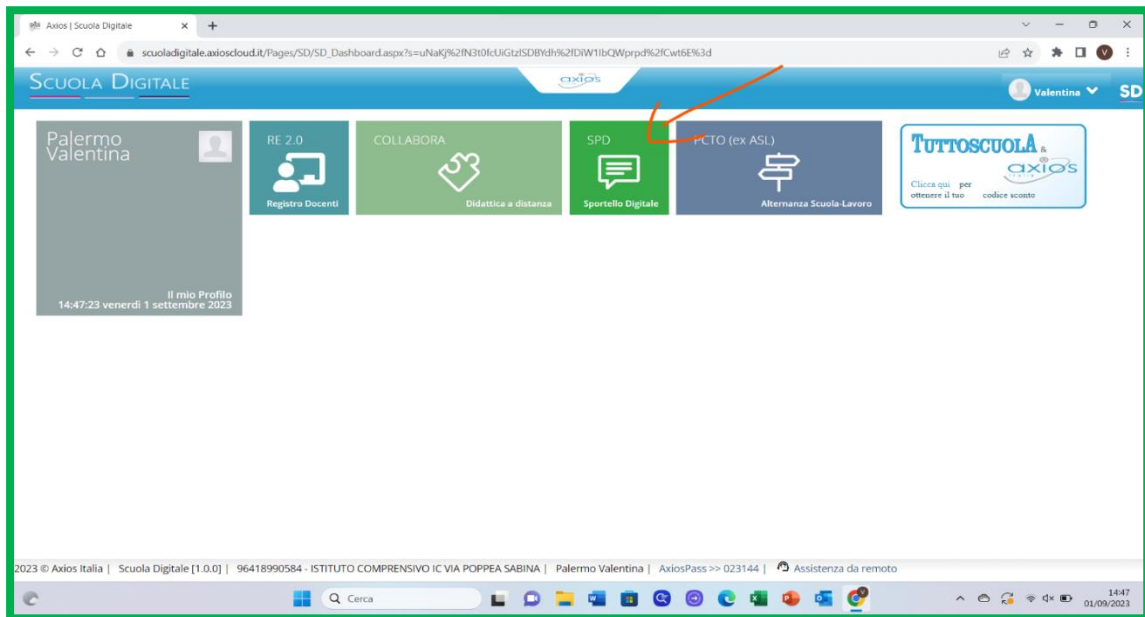 Axios | Scuola Digitale
scuoladigitale.axioscloud.it/Pages/SD/SD_Dashboard.aspx?s=uNaKj%2fN3t0fcUiGtzISDBYdh%2fDiW1IbQWprpd%2fCwt6E%3d
V
SCUOLA DIGITALE
axios
Valentina
SD
Palermo
Valentina
Il mio Profilo
14:47:23 venerdì 1 settembre 2023
RE 2.0
Registro Docenti
COLLABORA
Didattica a distanza
SPD
Sportello Digitale
PCTO (ex ASL)
Alternanza Scuola-Lavoro
TUTTOSCUOLA &
axios
ITALIA
Clicca qui per
ottenere il tuo codice sconto
2023 © Axios Italia | Scuola Digitale [1.0.0] | 96418990584 - ISTITUTO COMPRENSIVO IC VIA POPPEA SABINA | Palermo Valentina | AxiosPass >> 023144 | Assistenza da remoto
Cerca
14:47
01/09/2023